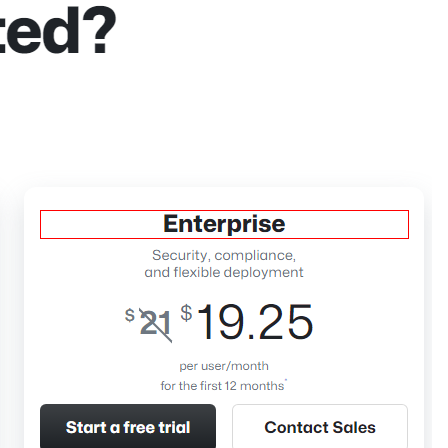 ted?
Enterprise
Security, compliance,
and flexible deployment
$21 $19.25
per user/month
for the first 12 months*
Start a free trial
Contact Sales